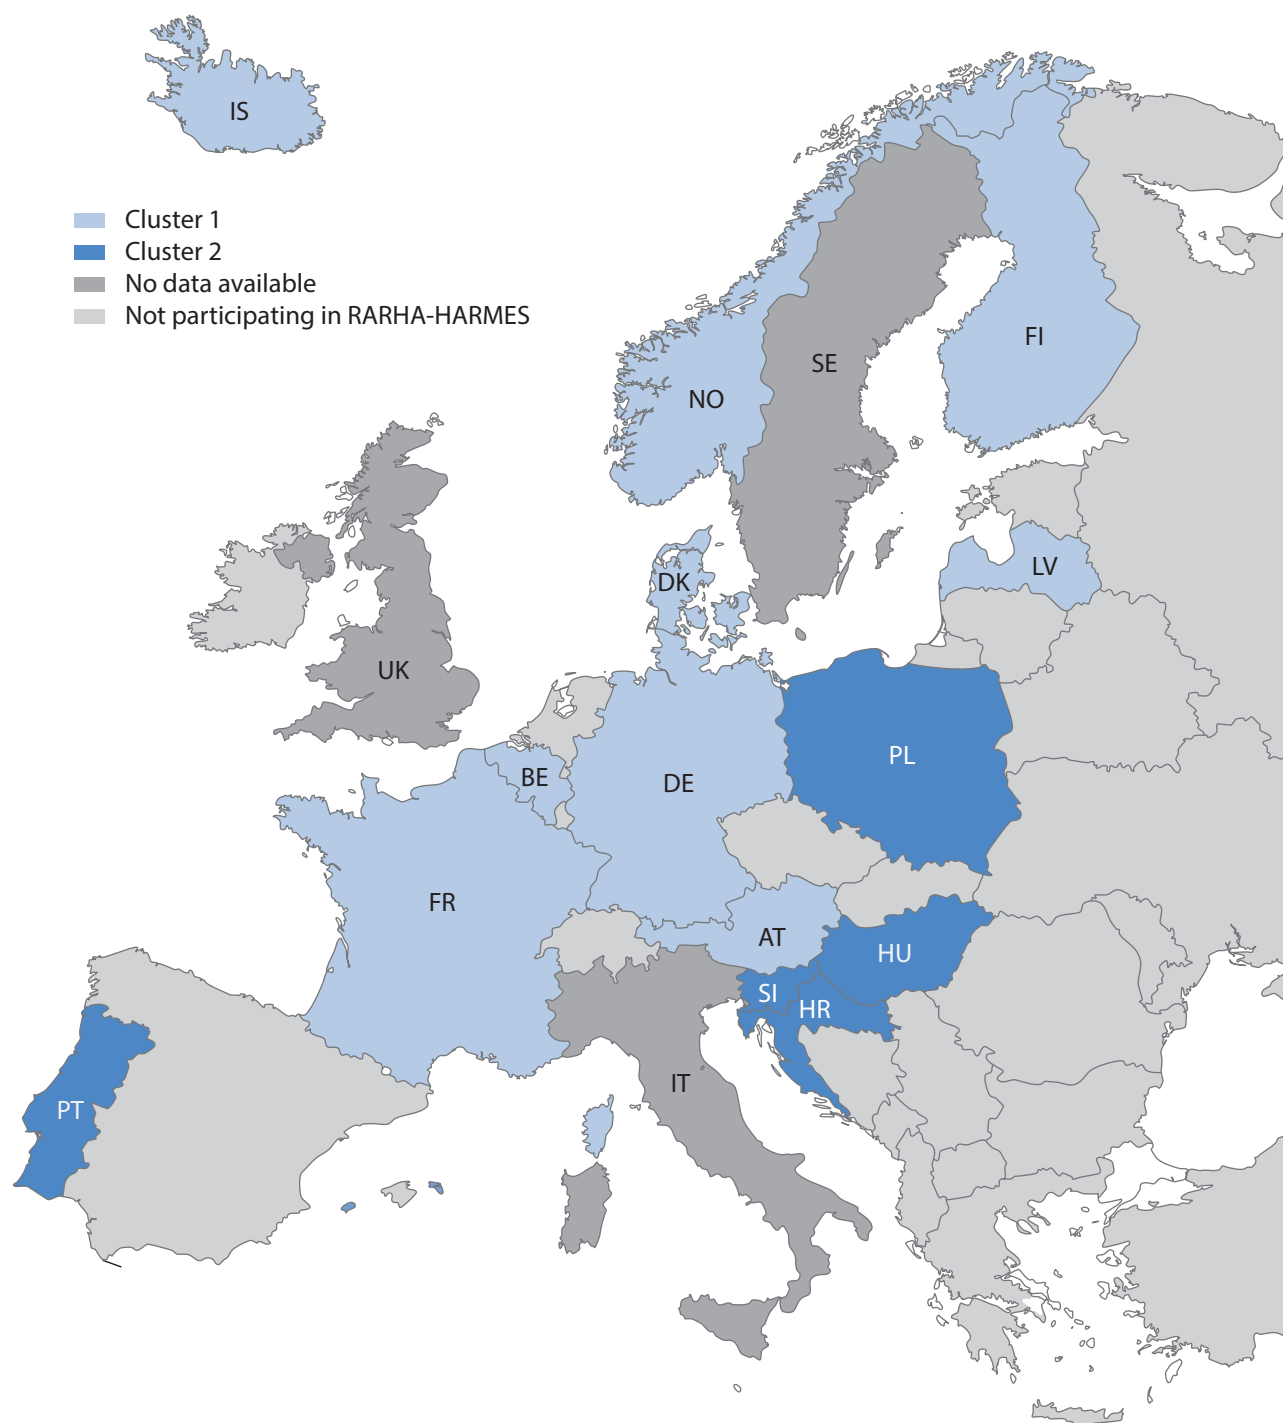 IS
Cluster 1
Cluster 2
No data available
Not participating in RARHA-HARMES
FI
SE
NO
LV
DK
UK
PL
BE
DE
FR
AT
HU
SI
HR
IT
PT